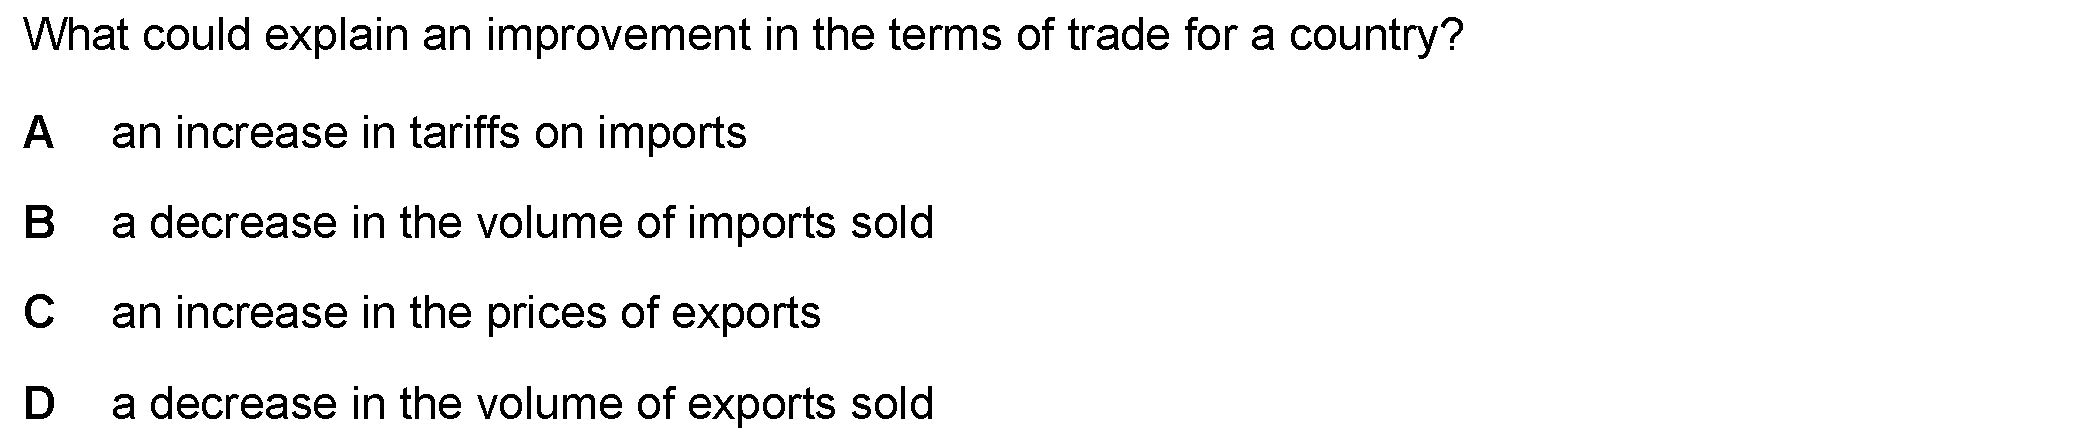 What could explain an improvement in the terms of trade for a country?
A an increase in tariffs on imports
B a decrease in the volume of imports sold
C an increase in the prices of exports
D a decrease in the volume of exports sold